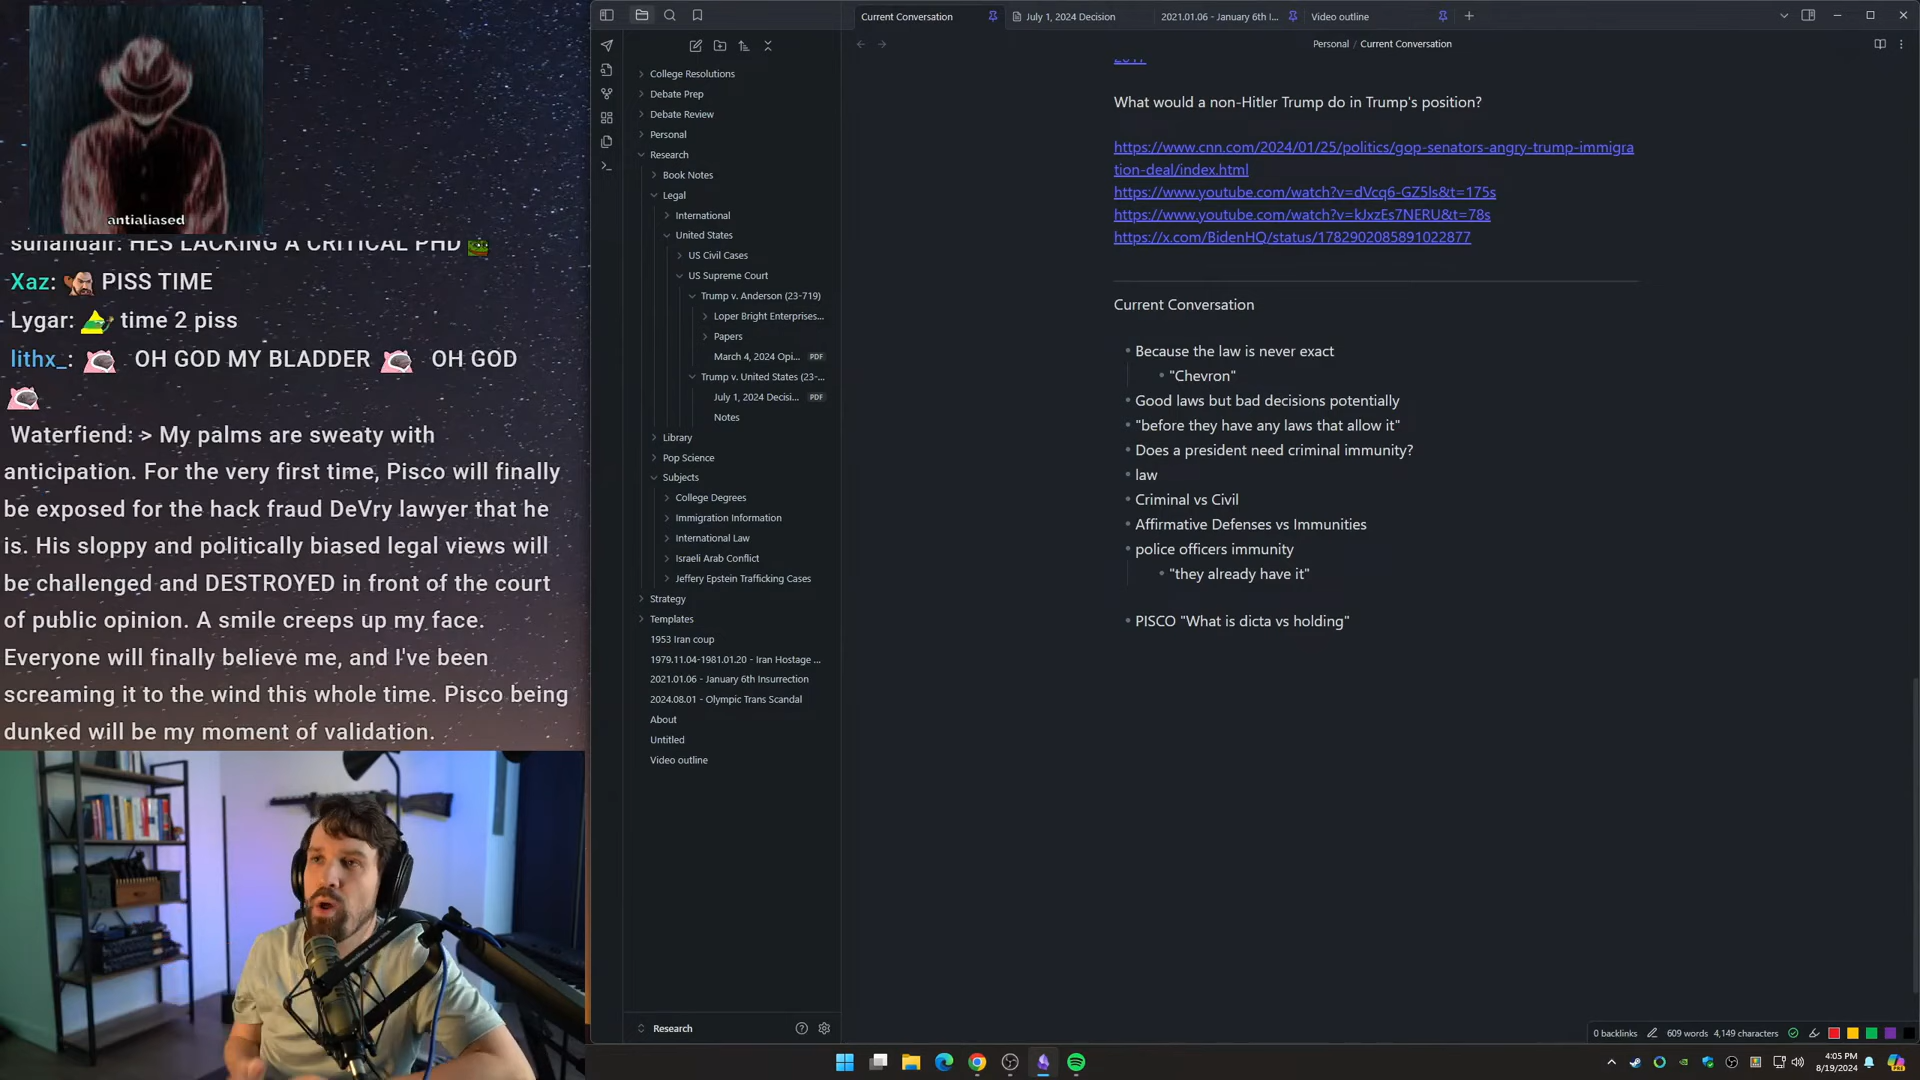 antialiased
sunandair: HES LACKING A CRITICAL PHD
Xaz: PISS TIME
Lygar: time 2 piss
lithx_: OH GOD MY BLADDER OH GOD
Waterfiend: > My palms are sweaty with
anticipation. For the very first time, Pisco will finally
be exposed for the hack fraud DeVry lawyer that he
is. His sloppy and politically biased legal views will
be challenged and DESTROYED in front of the court
of public opinion. A smile creeps up my face.
Everyone will finally believe me, and I've been
screaming it to the wind this whole time. Pisco being
dunked will be my moment of validation.
College Resolutions
Debate Prep
Debate Review
Personal
Research
Book Notes
Legal
International
United States
US Civil Cases
US Supreme Court
Trump v. Anderson (23-719)
Loper Bright Enterprises...
Papers
March 4, 2024 Opi... PDF
Trump v. United States (23-...
July 1, 2024 Decisi... PDF
Notes
Library
Pop Science
Subjects
College Degrees
Immigration Information
International Law
Israeli Arab Conflict
Jeffery Epstein Trafficking Cases
Strategy
Templates
1953 Iran coup
1979.11.04-1981.01.20 - Iran Hostage ...
2021.01.06 - January 6th Insurrection
2024.08.01 - Olympic Trans Scandal
About
Untitled
Video outline
Research
Current Conversation
July 1, 2024 Decision
2021.01.06 - January 6th I...
Video outline
Personal / Current Conversation
What would a non-Hitler Trump do in Trump's position?
https://www.cnn.com/2024/01/25/politics/gop-senators-angry-trump-immigra
tion-deal/index.html
https://www.youtube.com/watch?v=dVcq6-GZ5ls&t=175s
https://www.youtube.com/watch?v=kJxzEs7NERU&t=78s
https://x.com/BidenHQ/status/1782902085891022877
Current Conversation
Because the law is never exact
"Chevron"
Good laws but bad decisions potentially
"before they have any laws that allow it"
Does a president need criminal immunity?
law
Criminal vs Civil
Affirmative Defenses vs Immunities
police officers immunity
"they already have it"
PISCO "What is dicta vs holding"
0 backlinks 609 words 4,149 characters
4:05 PM
8/19/2024